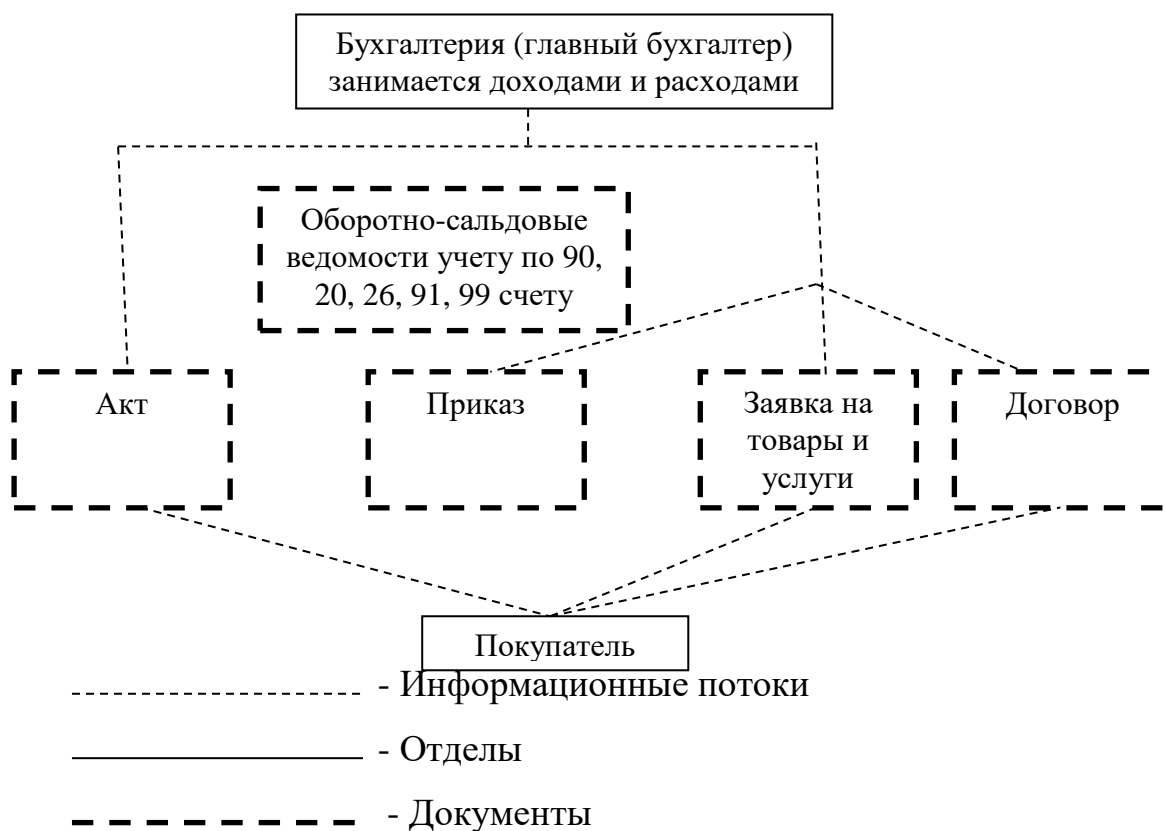 Бухгалтерия (главный бухгалтер)
занимается доходами и расходами
Оборотно-сальдовые
ведомости учету по 90,
20, 26, 91, 99 счету
Акт
Приказ
Заявка на
товары и
услуги
Договор
Покупатель
- Информационные потоки
- Отделы
- Документы